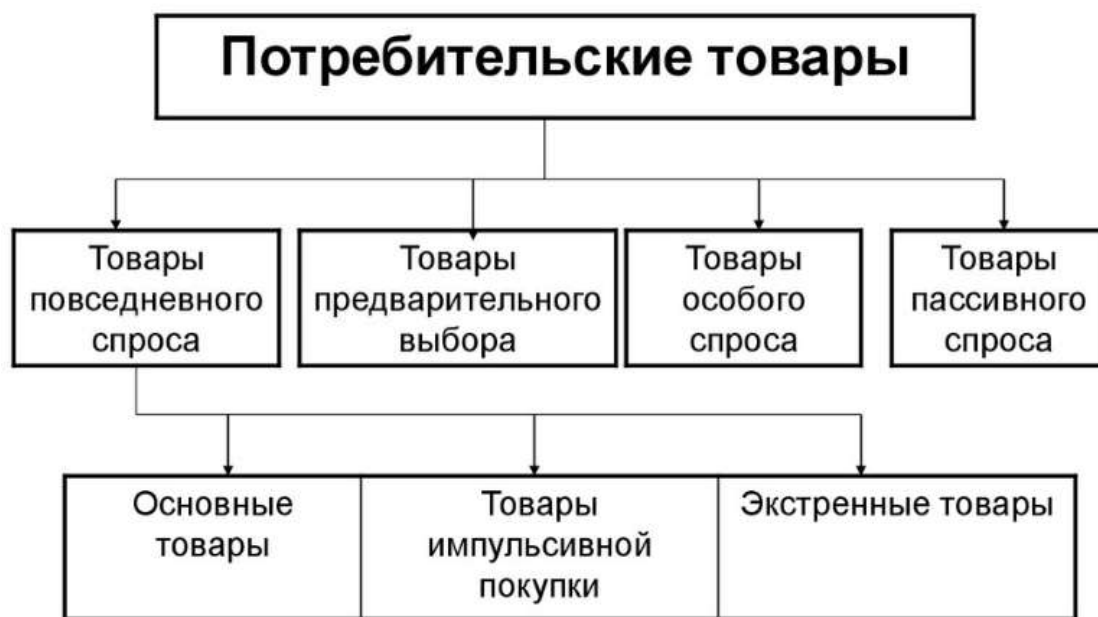 Потребительские товары
Товары
повседневного
спроса
Товары
предварительного
выбора
Товары
особого
спроса
Товары
пассивного
спроса
Основные
товары
Товары
импульсивной
покупки
Экстренные товары